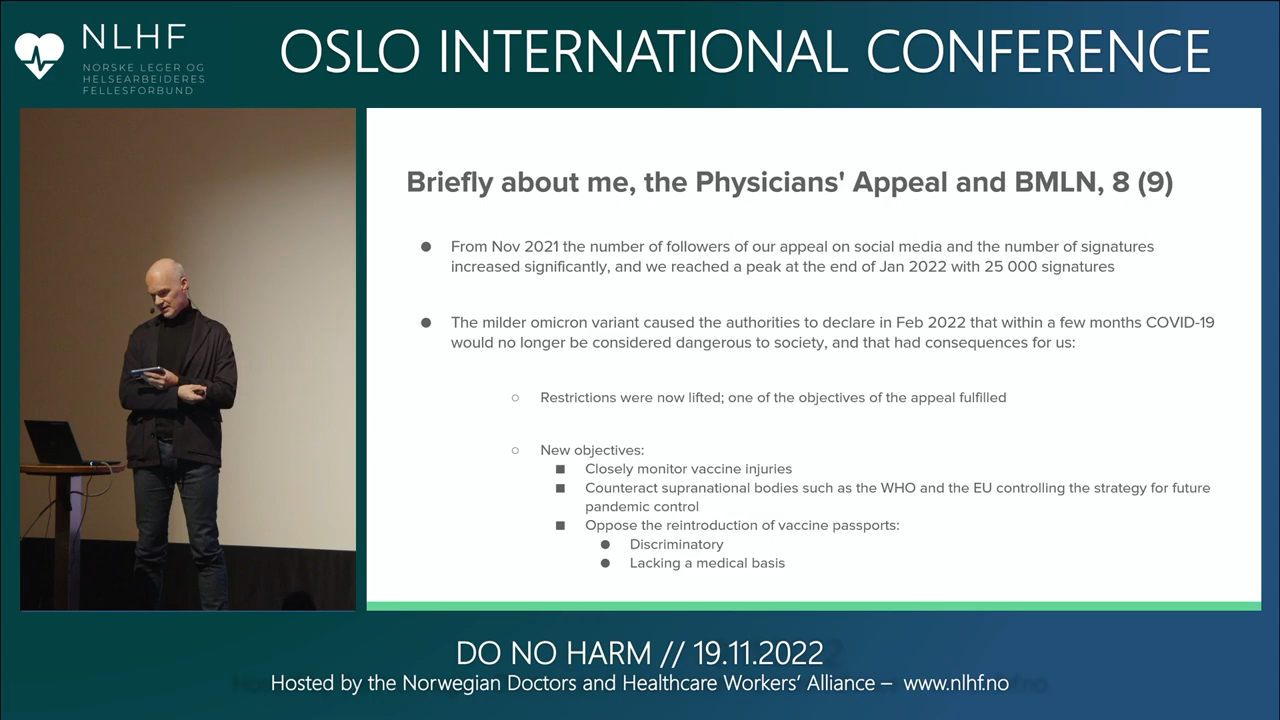 NLHF
NORSKE LEGER OG
HELSEARBEIDERES
FELLESFORBUND
OSLO INTERNATIONAL CONFERENCE
Briefly about me, the Physicians' Appeal and BMLN, 8 (9)
● From Nov 2021 the number of followers of our appeal on social media and the number of signatures
increased significantly, and we reached a peak at the end of Jan 2022 with 25 000 signatures
● The milder omicron variant caused the authorities to declare in Feb 2022 that within a few months COVID-19
would no longer be considered dangerous to society, and that had consequences for us:
○ Restrictions were now lifted; one of the objectives of the appeal fulfilled
○ New objectives:
■ Closely monitor vaccine injuries
■ Counteract supranational bodies such as the WHO and the EU controlling the strategy for future
pandemic control
■ Oppose the reintroduction of vaccine passports:
● Discriminatory
● Lacking a medical basis
DO NO HARM // 19.11.2022
Hosted by the Norwegian Doctors and Healthcare Workers’ Alliance – www.nlhf.no